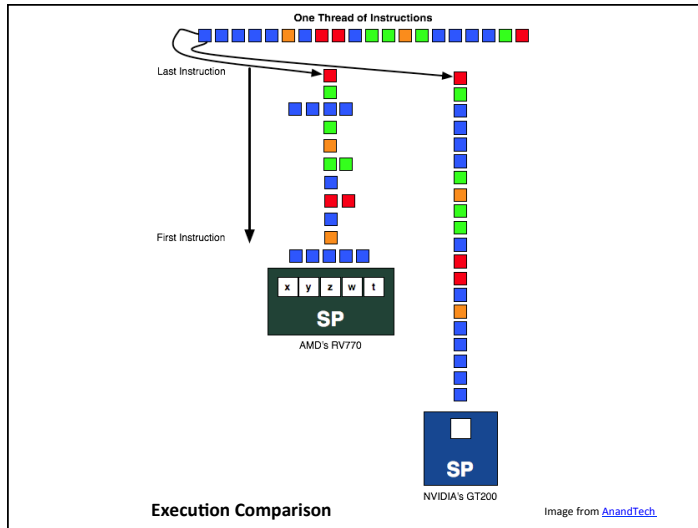 One Thread of Instructions
Last Instruction
First Instruction
x y z w t
SP
AMD's RV770
SP
NVIDIA's GT200
Execution Comparison
Image from AnandTech